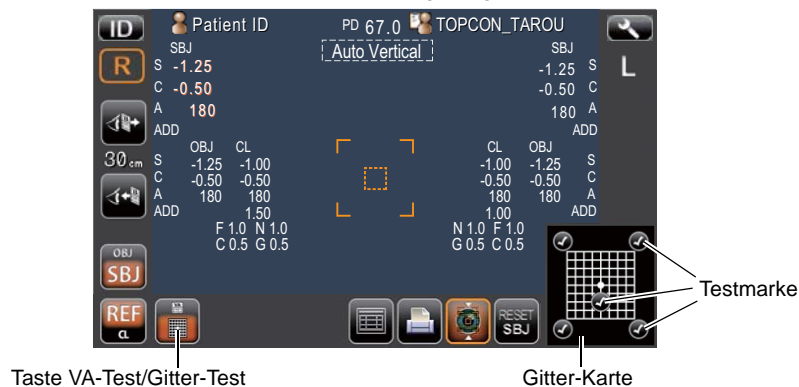 ID Patient ID PD 67.0 TOPCON_TAROU
SBJ Auto Vertical SBJ
R S -1.25 -1.25 S L
C -0.50 -0.50 C
A 180 180 A
ADD ADD
OBJ CL CL OBJ
30cm S -1.25 -1.00 -1.00 -1.25 S
C -0.50 -0.50 -0.50 -0.50 C
A 180 180 180 180 A
ADD 1.50 1.00 ADD
F 1.0 N 1.0 N 1.0 F 1.0
C 0.5 G 0.5 G 0.5 C 0.5
OBJ
SBJ
Testmarke
REF
CL
RESET
SBJ
Taste VA-Test/Gitter-Test Gitter-Karte